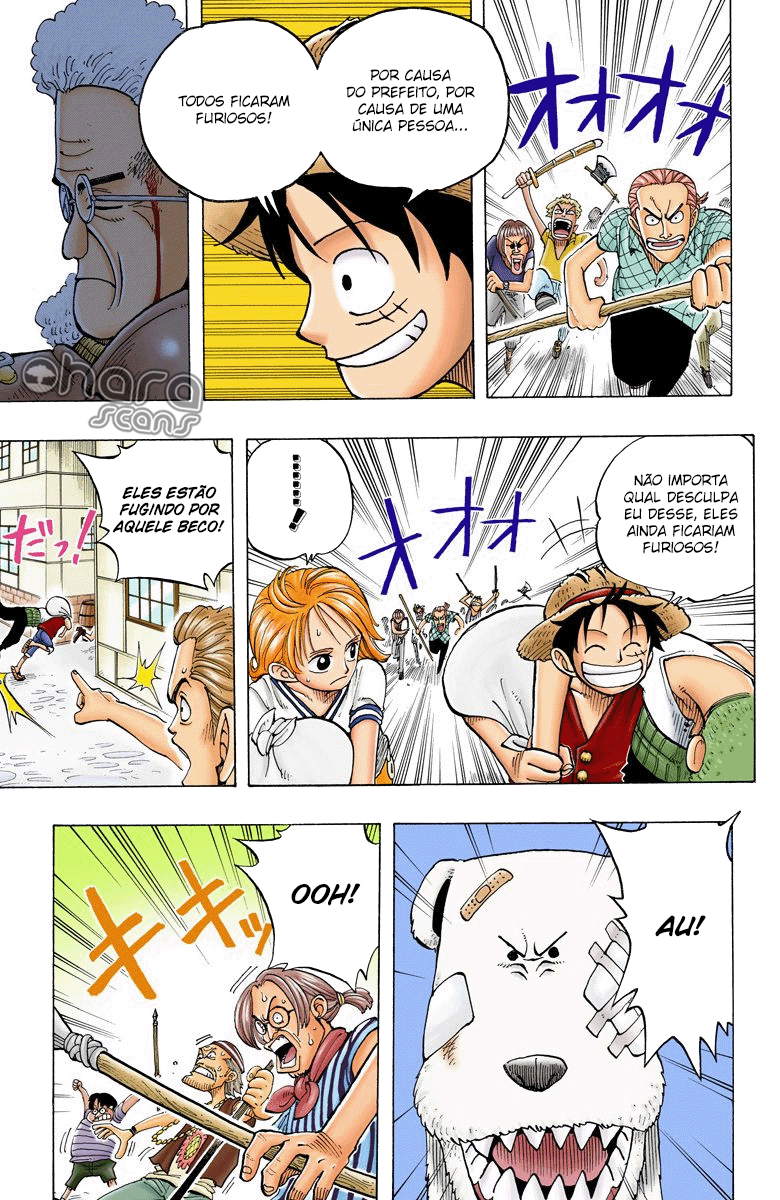 オオオオ
POR CAUSA
DO PREFEITO, POR
CAUSA DE UMA
ÚNICA PESSOA...
TODOS FICARAM
FURIOSOS!
ohara
scans
NÃO IMPORTA
QUAL DESCULPA
EU DESSE, ELES
AINDA FICARIAM
FURIOSOS!
オオオ
........!
ELES ESTÃO
FUGINDO POR
AQUELE BECO!
だっ!
AU!
OOH!
キキッ